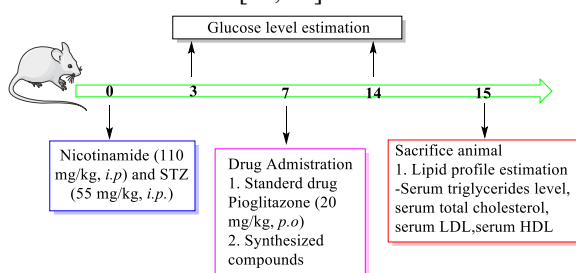 Glucose level estimation
0 3 7 14 15
Nicotinamide (110
mg/kg, i.p) and STZ
(55 mg/kg, i.p.)
Drug Admistration
1. Standerd drug
Pioglitazone (20
mg/kg, p.o)
2. Synthesized
compounds
Sacrifice animal
1. Lipid profile estimation
-Serum triglycerides level,
serum total cholesterol,
serum LDL,serum HDL